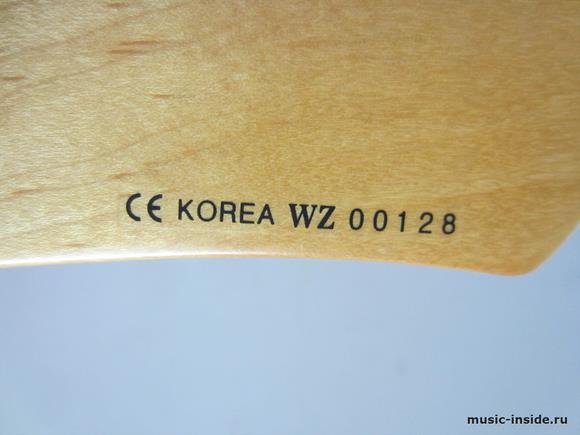 CE KOREA WZ 00128
music-inside.ru